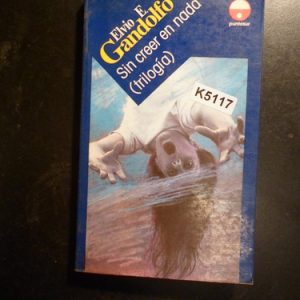 Elvio E.
Gandolfo
Sin creer en nada
(trilogía)
puntosur
K5117